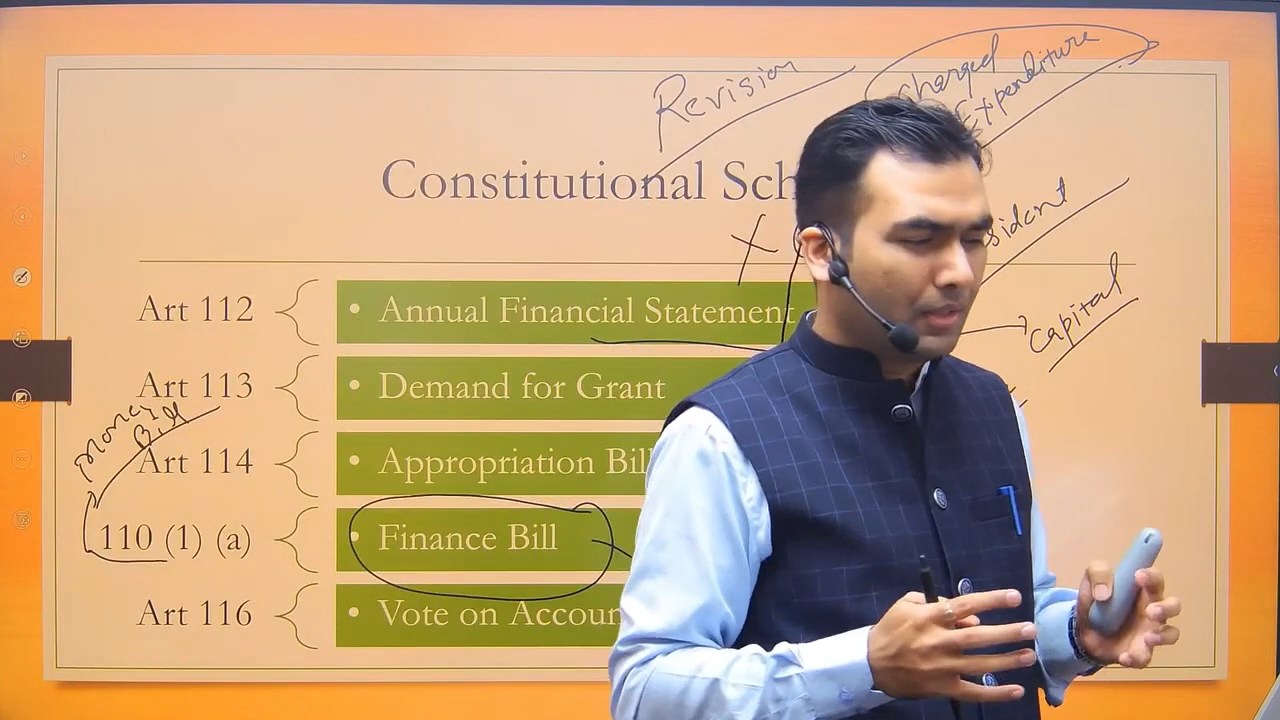 Revision
Charged
Expenditure
Constitutional Sch
X
sident
Capital
Art 112
• Annual Financial Statement
Art 113
• Demand for Grant
Money
Bill
Art 114
• Appropriation Bill
110 (1) (a)
• Finance Bill
Art 116
• Vote on Accoun